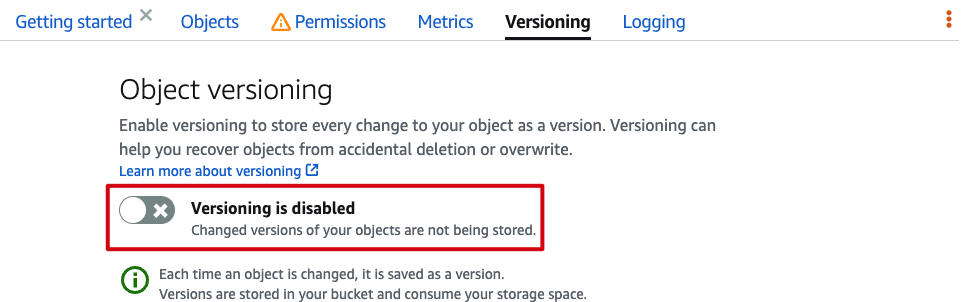 Getting started Objects Permissions Metrics Versioning Logging
Object versioning
Enable versioning to store every change to your object as a version. Versioning can
help you recover objects from accidental deletion or overwrite.
Learn more about versioning
Versioning is disabled
Changed versions of your objects are not being stored.
Each time an object is changed, it is saved as a version.
Versions are stored in your bucket and consume your storage space.